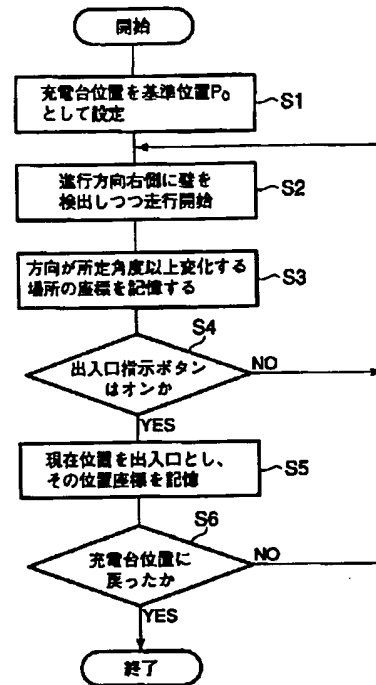 開始
充電台位置を基準位置P0
として設定
S1
進行方向右側に壁を
検出しつつ走行開始
S2
方向が所定角度以上変化する
場所の座標を記憶する
S3
S4
出入口指示ボタン
はオンか
NO
YES
現在位置を出入口とし、
その位置座標を記憶
S5
S6
充電台位置に
戻ったか
NO
YES
終了